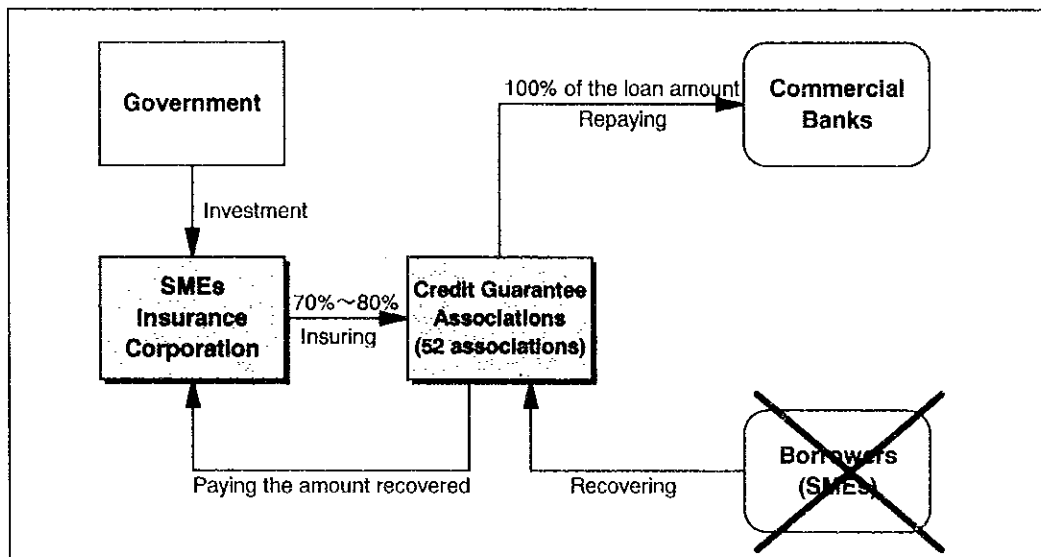 Government
100% of the loan amount
Repaying
Commercial
Banks
Investment
SMEs
Insurance
Corporation
70%～80%
Insuring
Credit Guarantee
Associations
(52 associations)
Paying the amount recovered
Recovering
Borrowers
(SMEs)